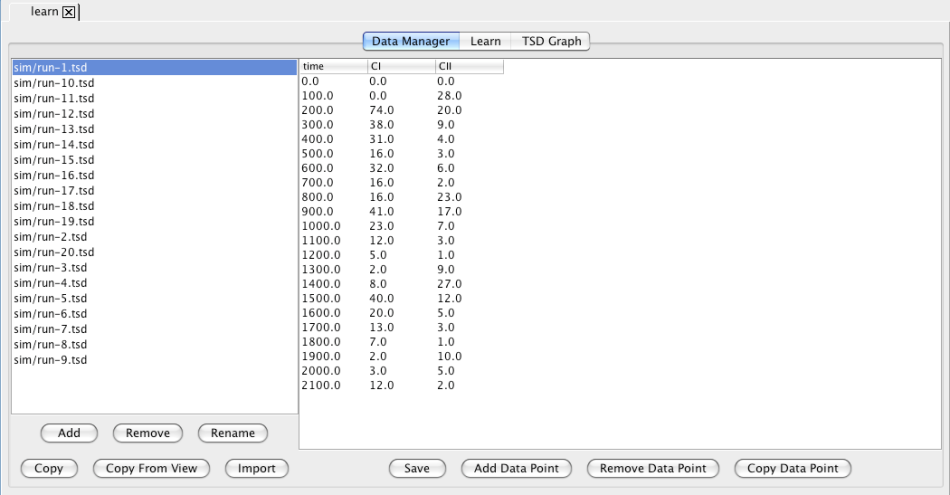 learn
Data Manager Learn TSD Graph
sim/run-1.tsd
sim/run-10.tsd
sim/run-11.tsd
sim/run-12.tsd
sim/run-13.tsd
sim/run-14.tsd
sim/run-15.tsd
sim/run-16.tsd
sim/run-17.tsd
sim/run-18.tsd
sim/run-19.tsd
sim/run-2.tsd
sim/run-20.tsd
sim/run-3.tsd
sim/run-4.tsd
sim/run-5.tsd
sim/run-6.tsd
sim/run-7.tsd
sim/run-8.tsd
sim/run-9.tsd
time CI CII
0.0 0.0 0.0
100.0 0.0 28.0
200.0 74.0 20.0
300.0 38.0 9.0
400.0 31.0 4.0
500.0 16.0 3.0
600.0 32.0 6.0
700.0 16.0 2.0
800.0 16.0 23.0
900.0 41.0 17.0
1000.0 23.0 7.0
1100.0 12.0 3.0
1200.0 5.0 1.0
1300.0 2.0 9.0
1400.0 8.0 27.0
1500.0 40.0 12.0
1600.0 20.0 5.0
1700.0 13.0 3.0
1800.0 7.0 1.0
1900.0 2.0 10.0
2000.0 3.0 5.0
2100.0 12.0 2.0
Add Remove Rename
Copy Copy From View Import
Save Add Data Point Remove Data Point Copy Data Point